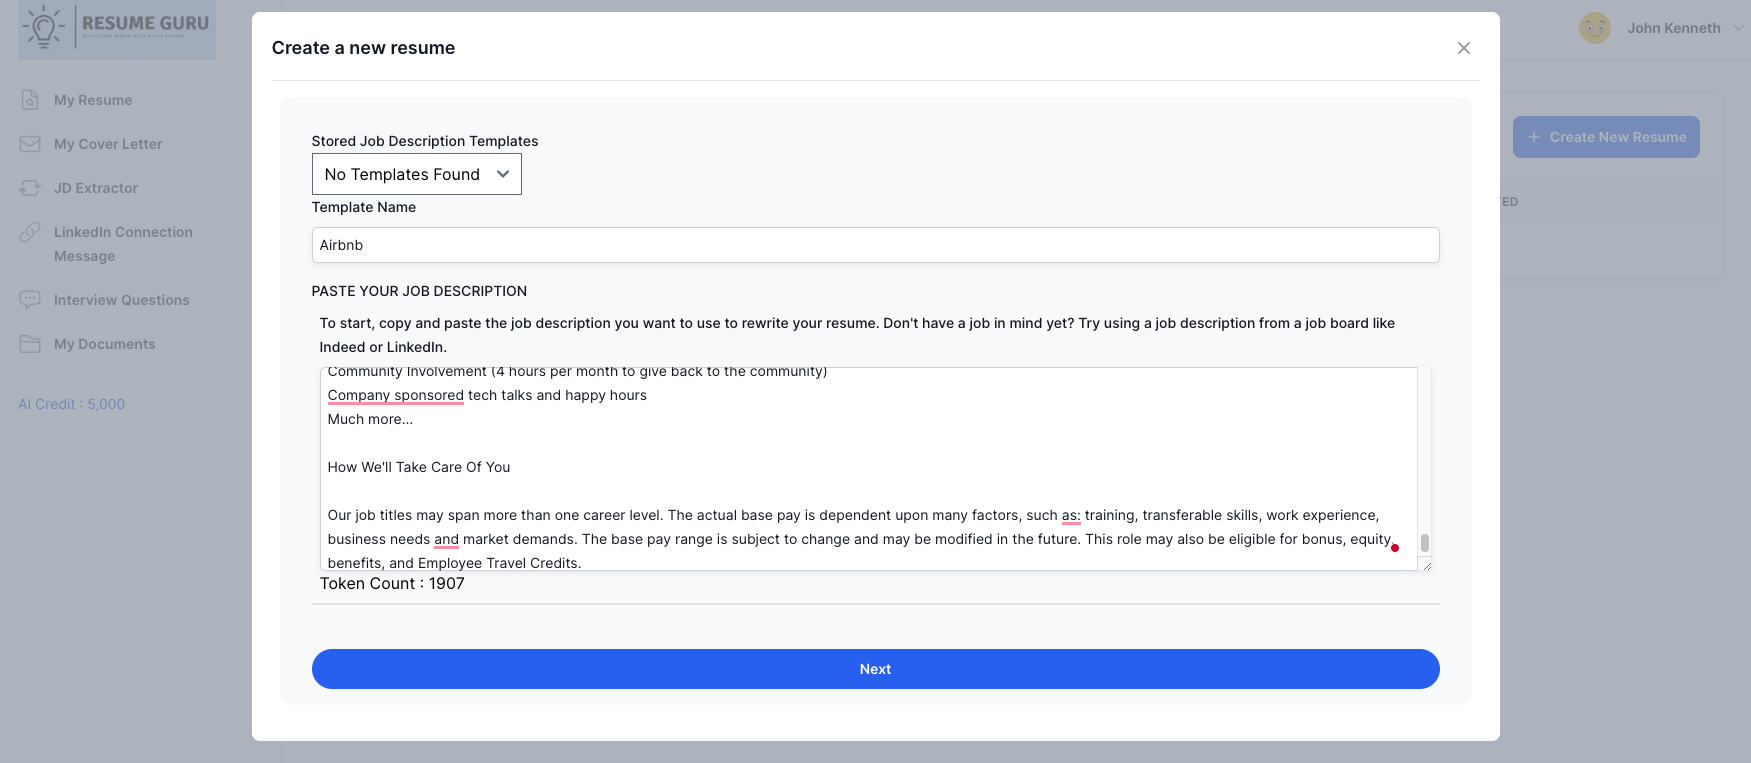 RESUME GURU
John Kenneth
My Resume
My Cover Letter
JD Extractor
LinkedIn Connection
Message
Interview Questions
My Documents
AI Credit : 5,000
+ Create New Resume
TED
Create a new resume
Stored Job Description Templates
No Templates Found
Template Name
Airbnb
PASTE YOUR JOB DESCRIPTION
To start, copy and paste the job description you want to use to rewrite your resume. Don't have a job in mind yet? Try using a job description from a job board like
Indeed or LinkedIn.
Community Involvement (4 hours per month to give back to the community)
Company sponsored tech talks and happy hours
Much more...
How We'll Take Care Of You
Our job titles may span more than one career level. The actual base pay is dependent upon many factors, such as: training, transferable skills, work experience,
business needs and market demands. The base pay range is subject to change and may be modified in the future. This role may also be eligible for bonus, equity,
benefits, and Employee Travel Credits.
Token Count : 1907
Next